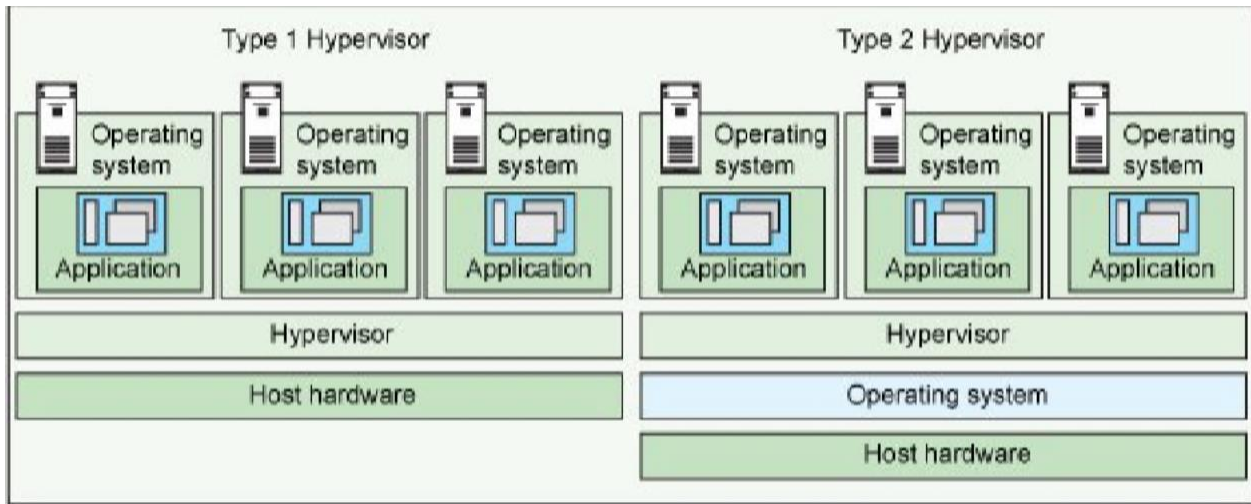 Type 1 Hypervisor
Operating
system
Application
Operating
system
Application
Operating
system
Application
Hypervisor
Host hardware
Type 2 Hypervisor
Operating
system
Application
Operating
system
Application
Operating
system
Application
Hypervisor
Operating system
Host hardware